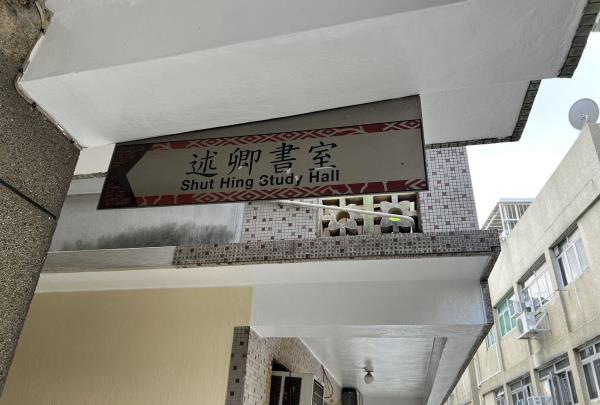 述卿書室
Shut Hing Study Hall